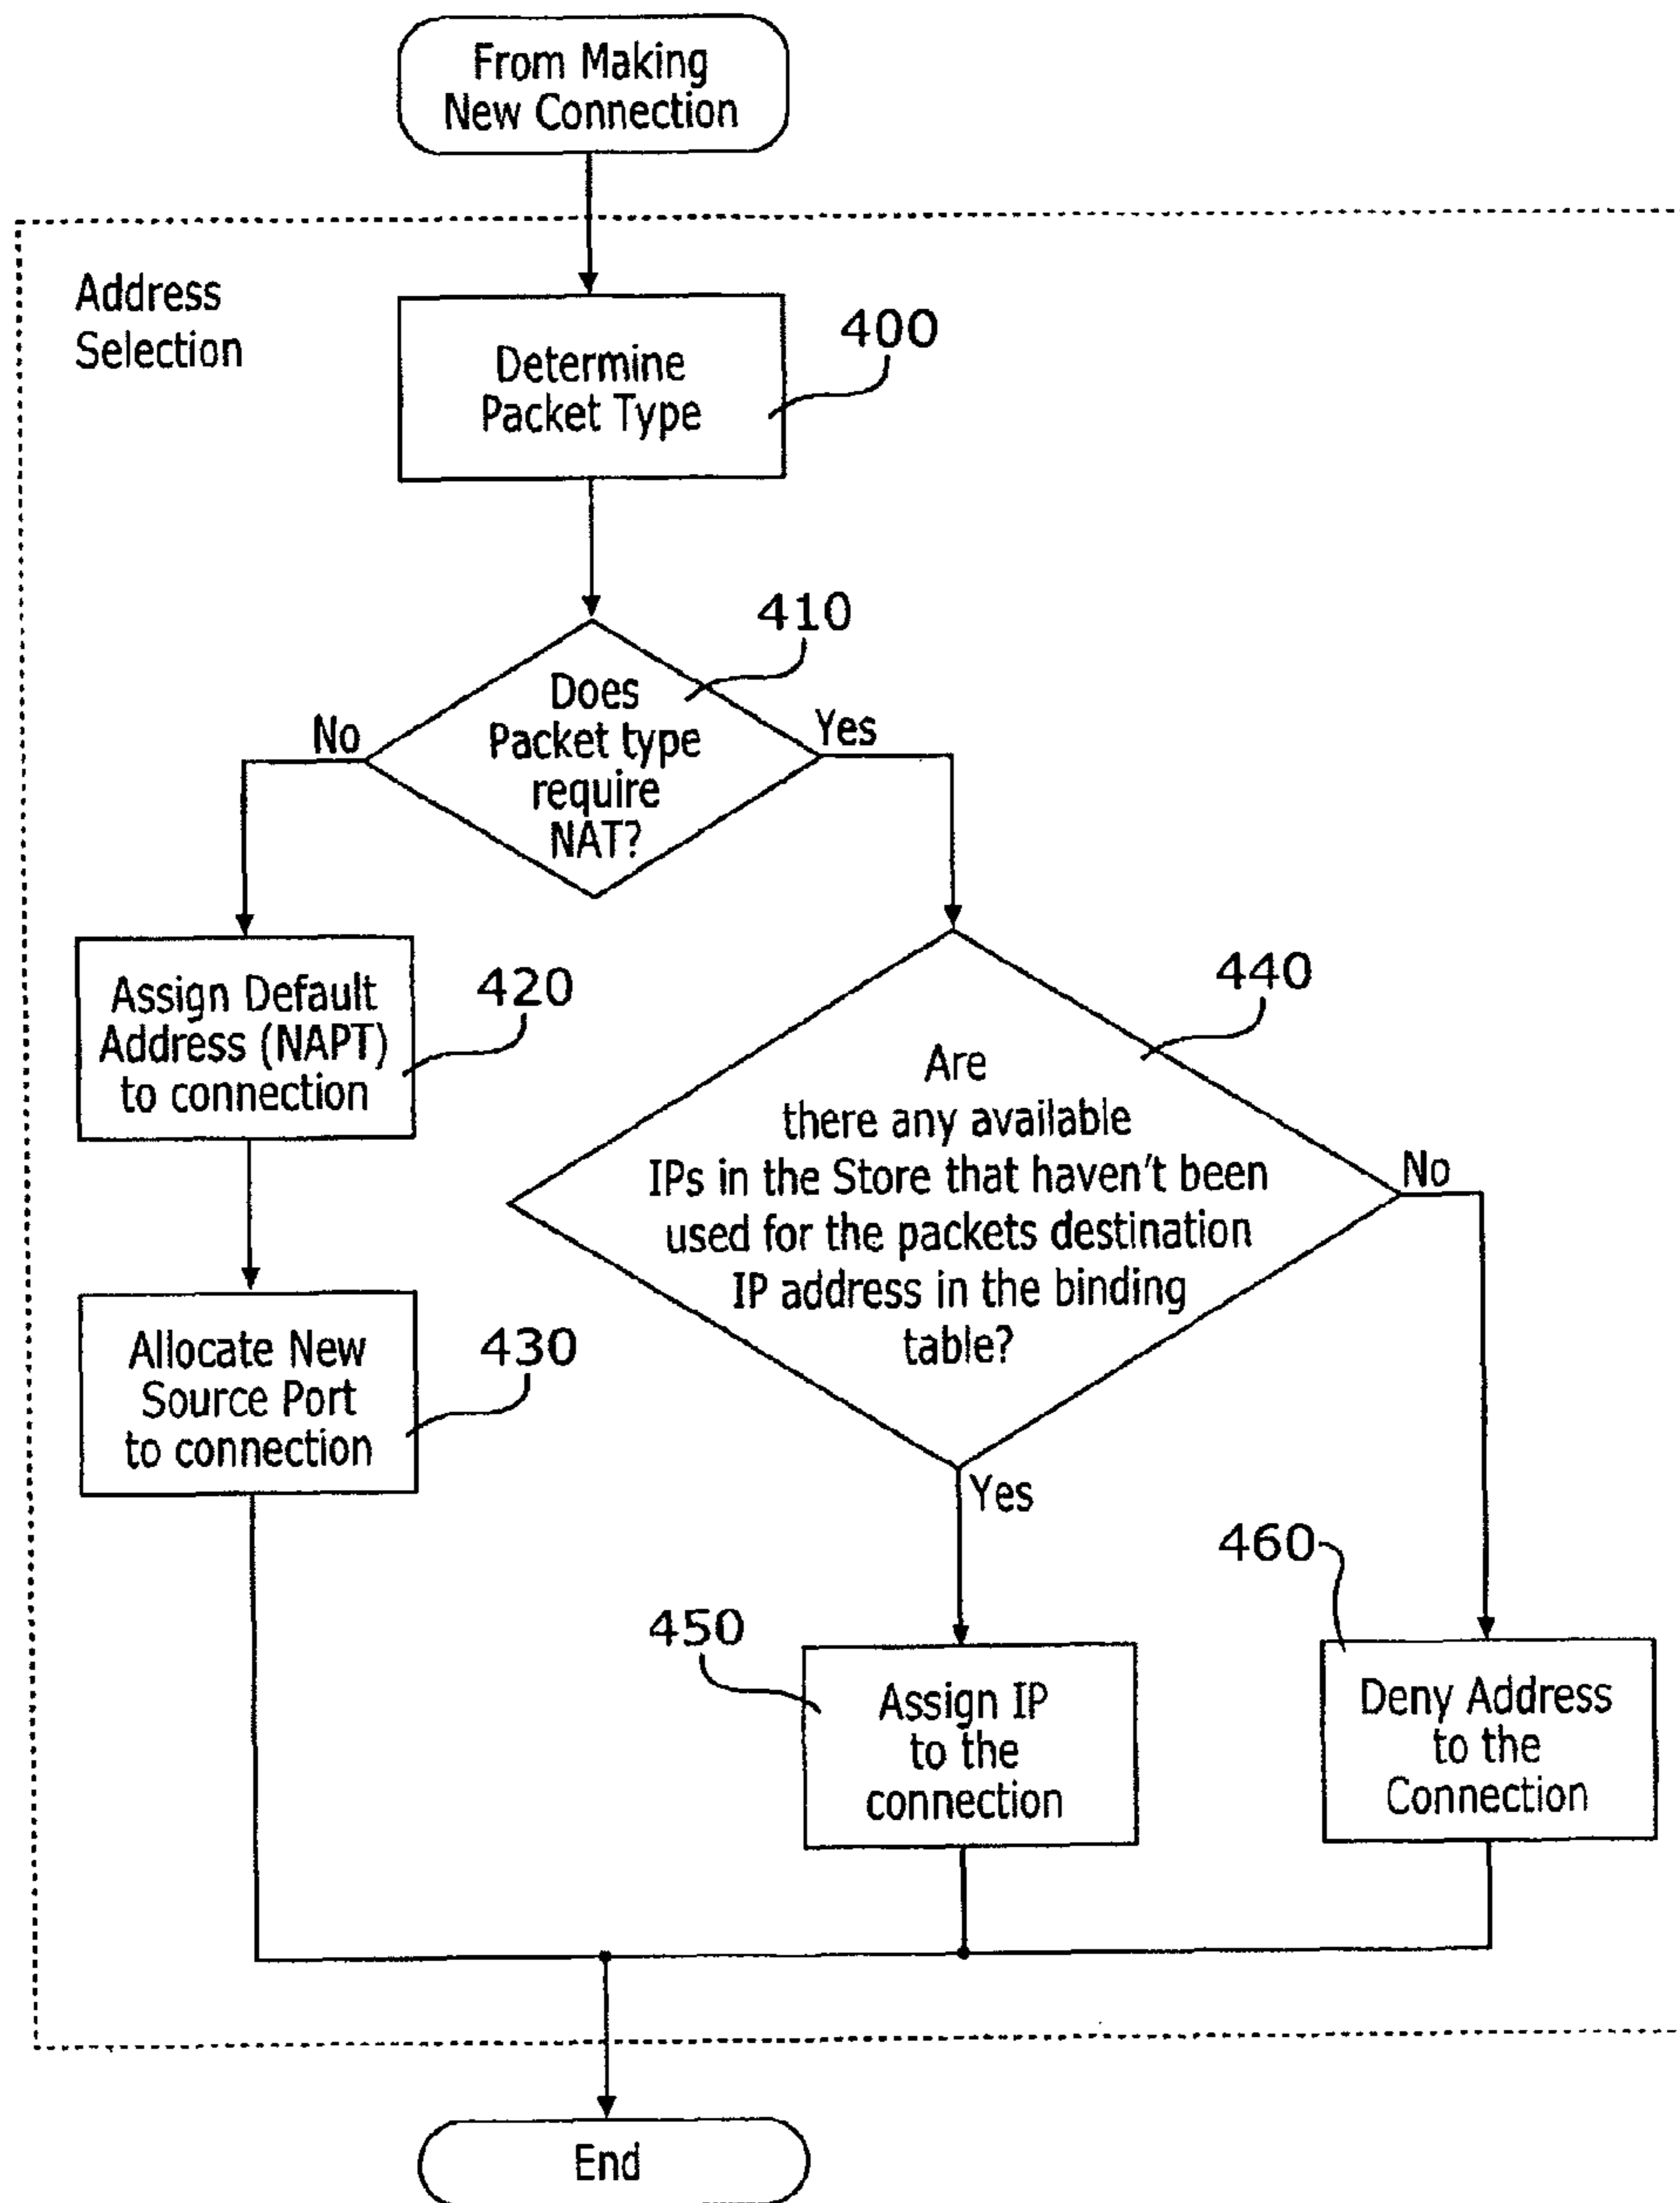 From Making
New Connection
Address
Selection
Determine
Packet Type
400
410
Does
Packet type
require
NAT?
No
Yes
Assign Default
Address (NAPT)
to connection
420
440
Are
there any available
IPs in the Store that haven't been
used for the packets destination
IP address in the binding
table?
No
Yes
Allocate New
Source Port
to connection
430
450
Assign IP
to the
connection
460
Deny Address
to the
Connection
End